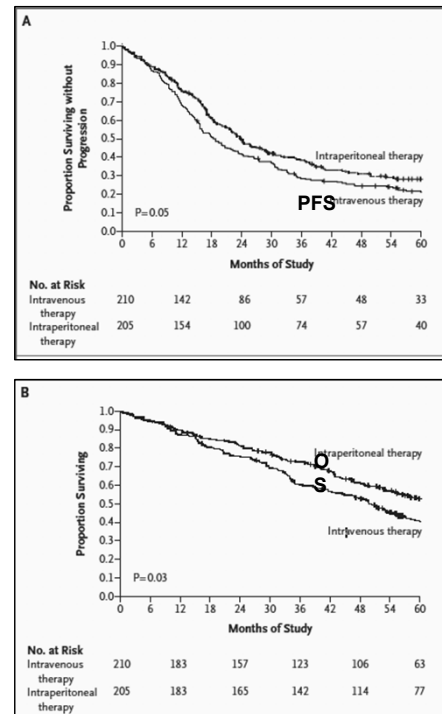 A
Proportion Surviving without
Progression
1.0
0.9
0.8
0.7
0.6
0.5
0.4
0.3
0.2
0.1
0.0
Intraperitoneal therapy
PFS
Intravenous therapy
P=0.05
0 6 12 18 24 30 36 42 48 54 60
Months of Study
No. at Risk
Intravenous therapy 210 142 86 57 48 33
Intraperitoneal therapy 205 154 100 74 57 40
B
Proportion Surviving
1.0
0.9
0.8
0.7
0.6
0.5
0.4
0.3
0.2
0.1
0.0
Intraperitoneal therapy
O
S
Intravenous therapy
P=0.03
0 6 12 18 24 30 36 42 48 54 60
Months of Study
No. at Risk
Intravenous therapy 210 183 157 123 106 63
Intraperitoneal therapy 205 183 165 142 114 77